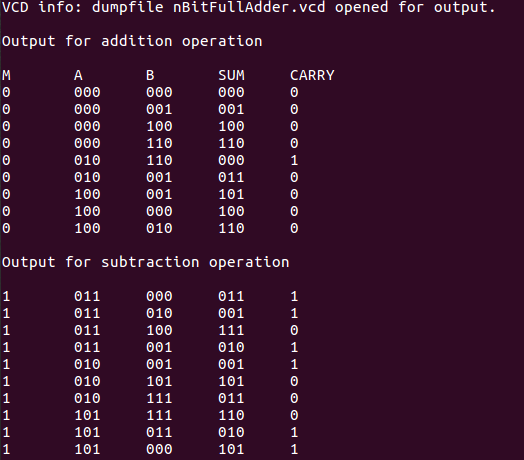 VCD info: dumpfile nBitFullAdder.vcd opened for output.
Output for addition operation
M A B SUM CARRY
0 000 000 000 0
0 000 001 001 0
0 000 100 100 0
0 000 110 110 0
0 010 110 000 1
0 010 001 011 0
0 100 001 101 0
0 100 000 100 0
0 100 010 110 0
Output for subtraction operation
1 011 000 011 1
1 011 010 001 1
1 011 100 111 0
1 011 001 010 1
1 010 001 001 1
1 010 101 101 0
1 010 111 011 0
1 101 111 110 0
1 101 011 010 1
1 101 000 101 1